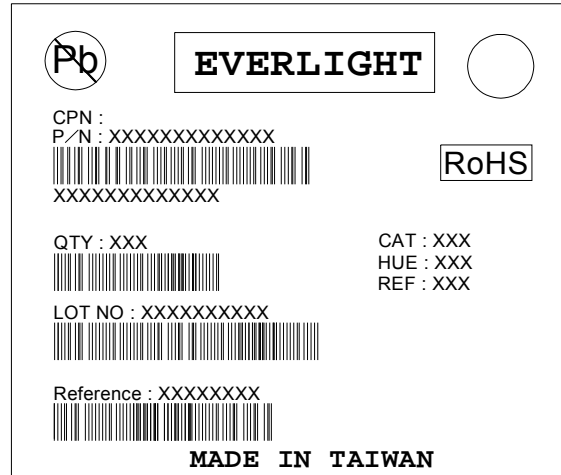 Pb
EVERLIGHT
CPN :
P/N : XXXXXXXXXXXXX
RoHS
XXXXXXXXXXXXX
QTY : XXX
CAT : XXX
HUE : XXX
REF : XXX
LOT NO : XXXXXXXXXX
Reference : XXXXXXXX
MADE IN TAIWAN